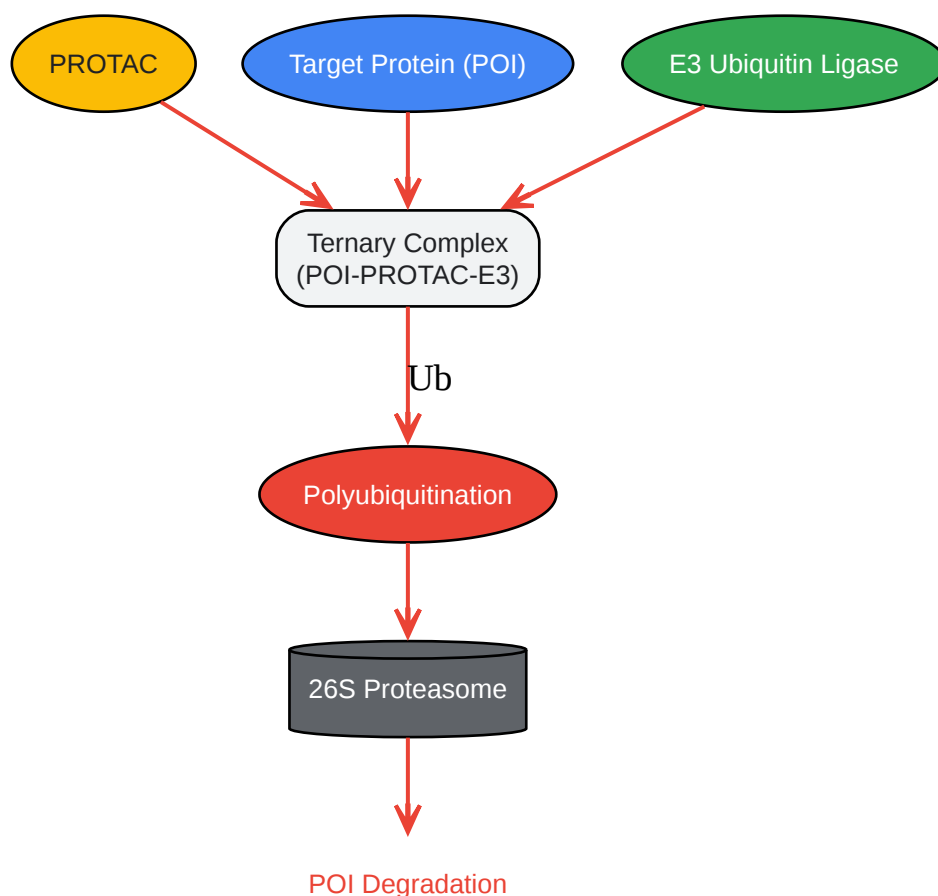 PROTAC
Target Protein (POI)
E3 Ubiquitin Ligase
Ternary Complex
(POI-PROTAC-E3)
Ub
Polyubiquitination
26S Proteasome
POI Degradation